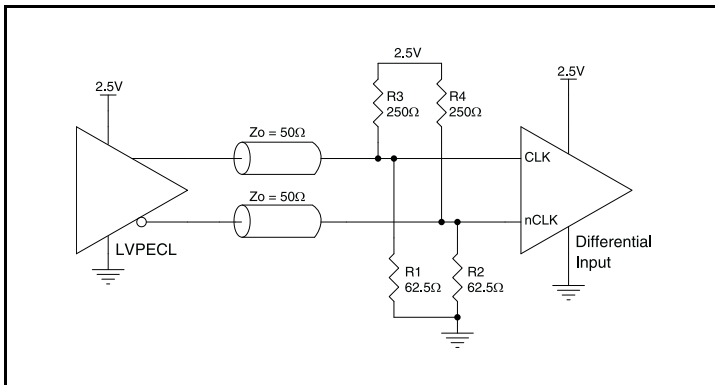 2.5V
2.5V
2.5V
R3
250Ω
R4
250Ω
Zo = 50Ω
CLK
Zo = 50Ω
nCLK
LVPECL
Differential
Input
R1
62.5Ω
R2
62.5Ω